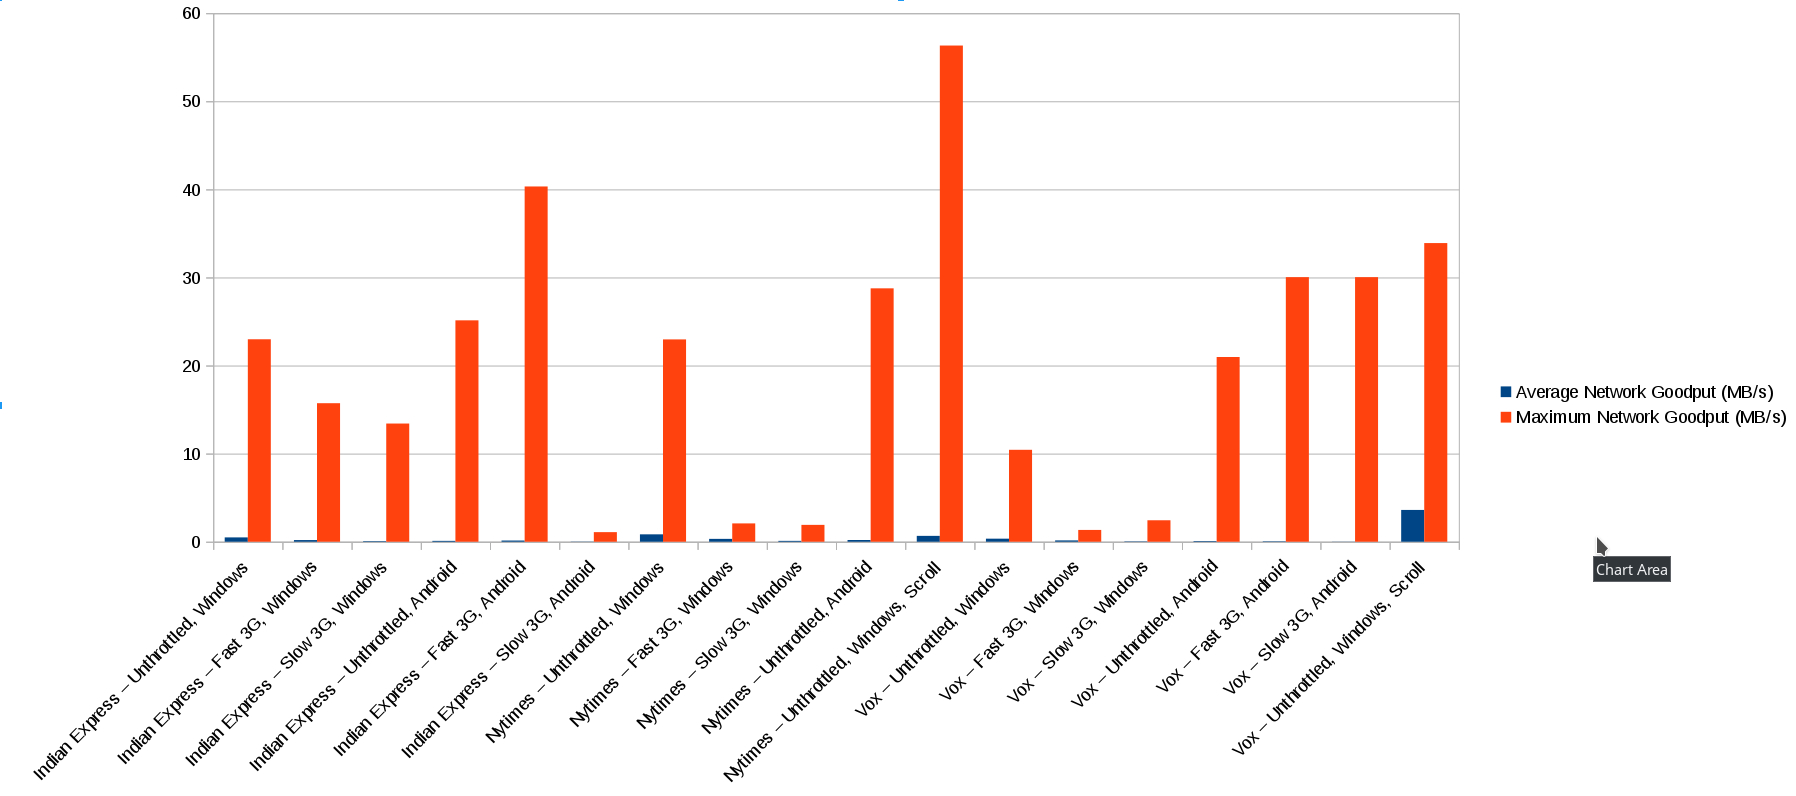 60
50
40
30
20
10
0
Indian Express – Unthrottled, Windows
Indian Express – Fast 3G, Windows
Indian Express – Slow 3G, Windows
Indian Express – Unthrottled, Android
Indian Express – Fast 3G, Android
Indian Express – Slow 3G, Android
Nytimes – Unthrottled, Windows
Nytimes – Fast 3G, Windows
Nytimes – Slow 3G, Windows
Nytimes – Unthrottled, Android
Nytimes – Unthrottled, Windows, Scroll
Vox – Unthrottled, Windows
Vox – Fast 3G, Windows
Vox – Slow 3G, Windows
Vox – Unthrottled, Android
Vox – Fast 3G, Android
Vox – Slow 3G, Android
Vox – Unthrottled, Windows, Scroll
Average Network Goodput (MB/s)
Maximum Network Goodput (MB/s)
Chart Area